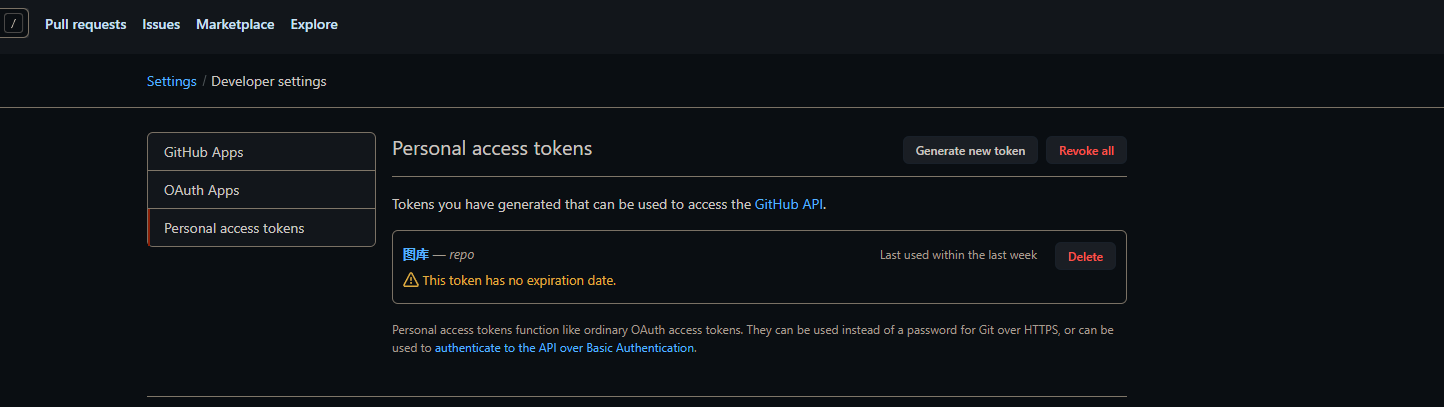 / Pull requests Issues Marketplace Explore
Settings / Developer settings
GitHub Apps
OAuth Apps
Personal access tokens
Personal access tokens
Generate new token
Revoke all
Tokens you have generated that can be used to access the GitHub API.
图库 — repo
Last used within the last week
Delete
This token has no expiration date.
Personal access tokens function like ordinary OAuth access tokens. They can be used instead of a password for Git over HTTPS, or can be
used to authenticate to the API over Basic Authentication.